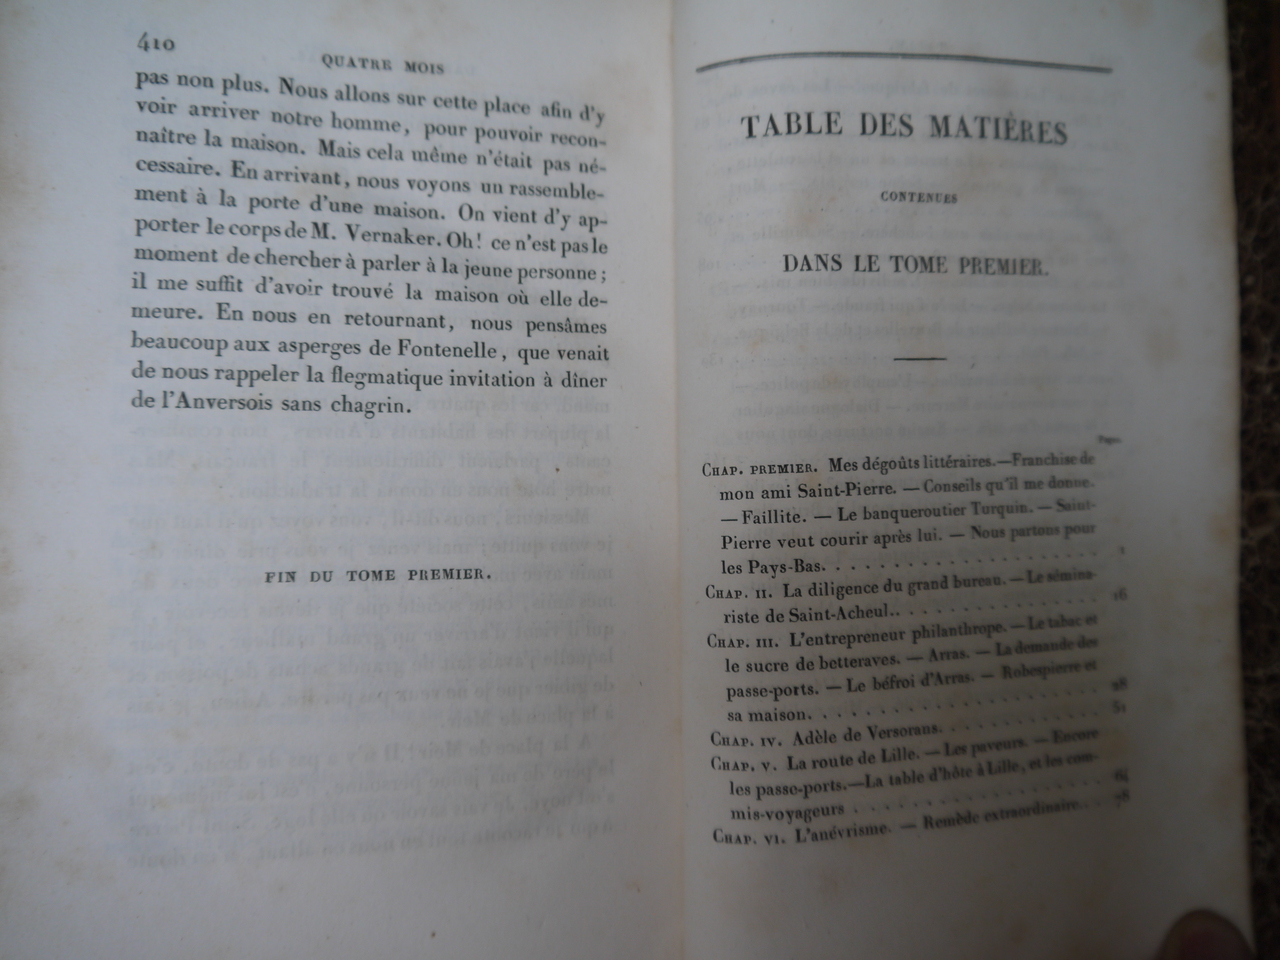 410
QUATRE MOIS
pas non plus. Nous allons sur cette place afin d'y
voir arriver notre homme, pour pouvoir recon-
naître la maison. Mais cela même n'était pas né-
cessaire. En arrivant, nous voyons un rassemble-
ment à la porte d'une maison. On vient d'y ap-
porter le corps de M. Vernaker. Oh! ce n'est pas le
moment de chercher à parler à la jeune personne;
il me suffit d'avoir trouvé la maison où elle de-
meure. En nous en retournant, nous pensâmes
beaucoup aux asperges de Fontenelle, que venait
de nous rappeler la flegmatique invitation à dîner
de l'Anversois sans chagrin.
FIN DU TOME PREMIER.
TABLE DES MATIÈRES
CONTENUES
DANS LE TOME PREMIER.
Pages
CHAP. PREMIER. Mes dégoûts littéraires.—Franchise de
mon ami Saint-Pierre. — Conseils qu'il me donne.
— Faillite. — Le banqueroutier Turquin. — Saint-
Pierre veut courir après lui. — Nous partons pour
les Pays-Bas. . . . . . . . . . . . . . . . 1
CHAP. II. La diligence du grand bureau. — Le sémina-
riste de Saint-Acheul. . . . . . . . . . . . 16
CHAP. III. L'entrepreneur philanthrope. — Le tabac et
le sucre de betteraves. — Arras. — La demande des
passe-ports. — Le béfroi d'Arras. — Robespierre et
sa maison. . . . . . . . . . . . . . . . . 28
CHAP. IV. Adèle de Versorans. . . . . . . . . 51
CHAP. V. La route de Lille. — Les paveurs. — Encore
les passe-ports.—La table d'hôte à Lille, et les com-
mis-voyageurs . . . . . . . . . . . . . . 64
CHAP. VI. L'anévrisme. — Remède extraordinaire. . . 78